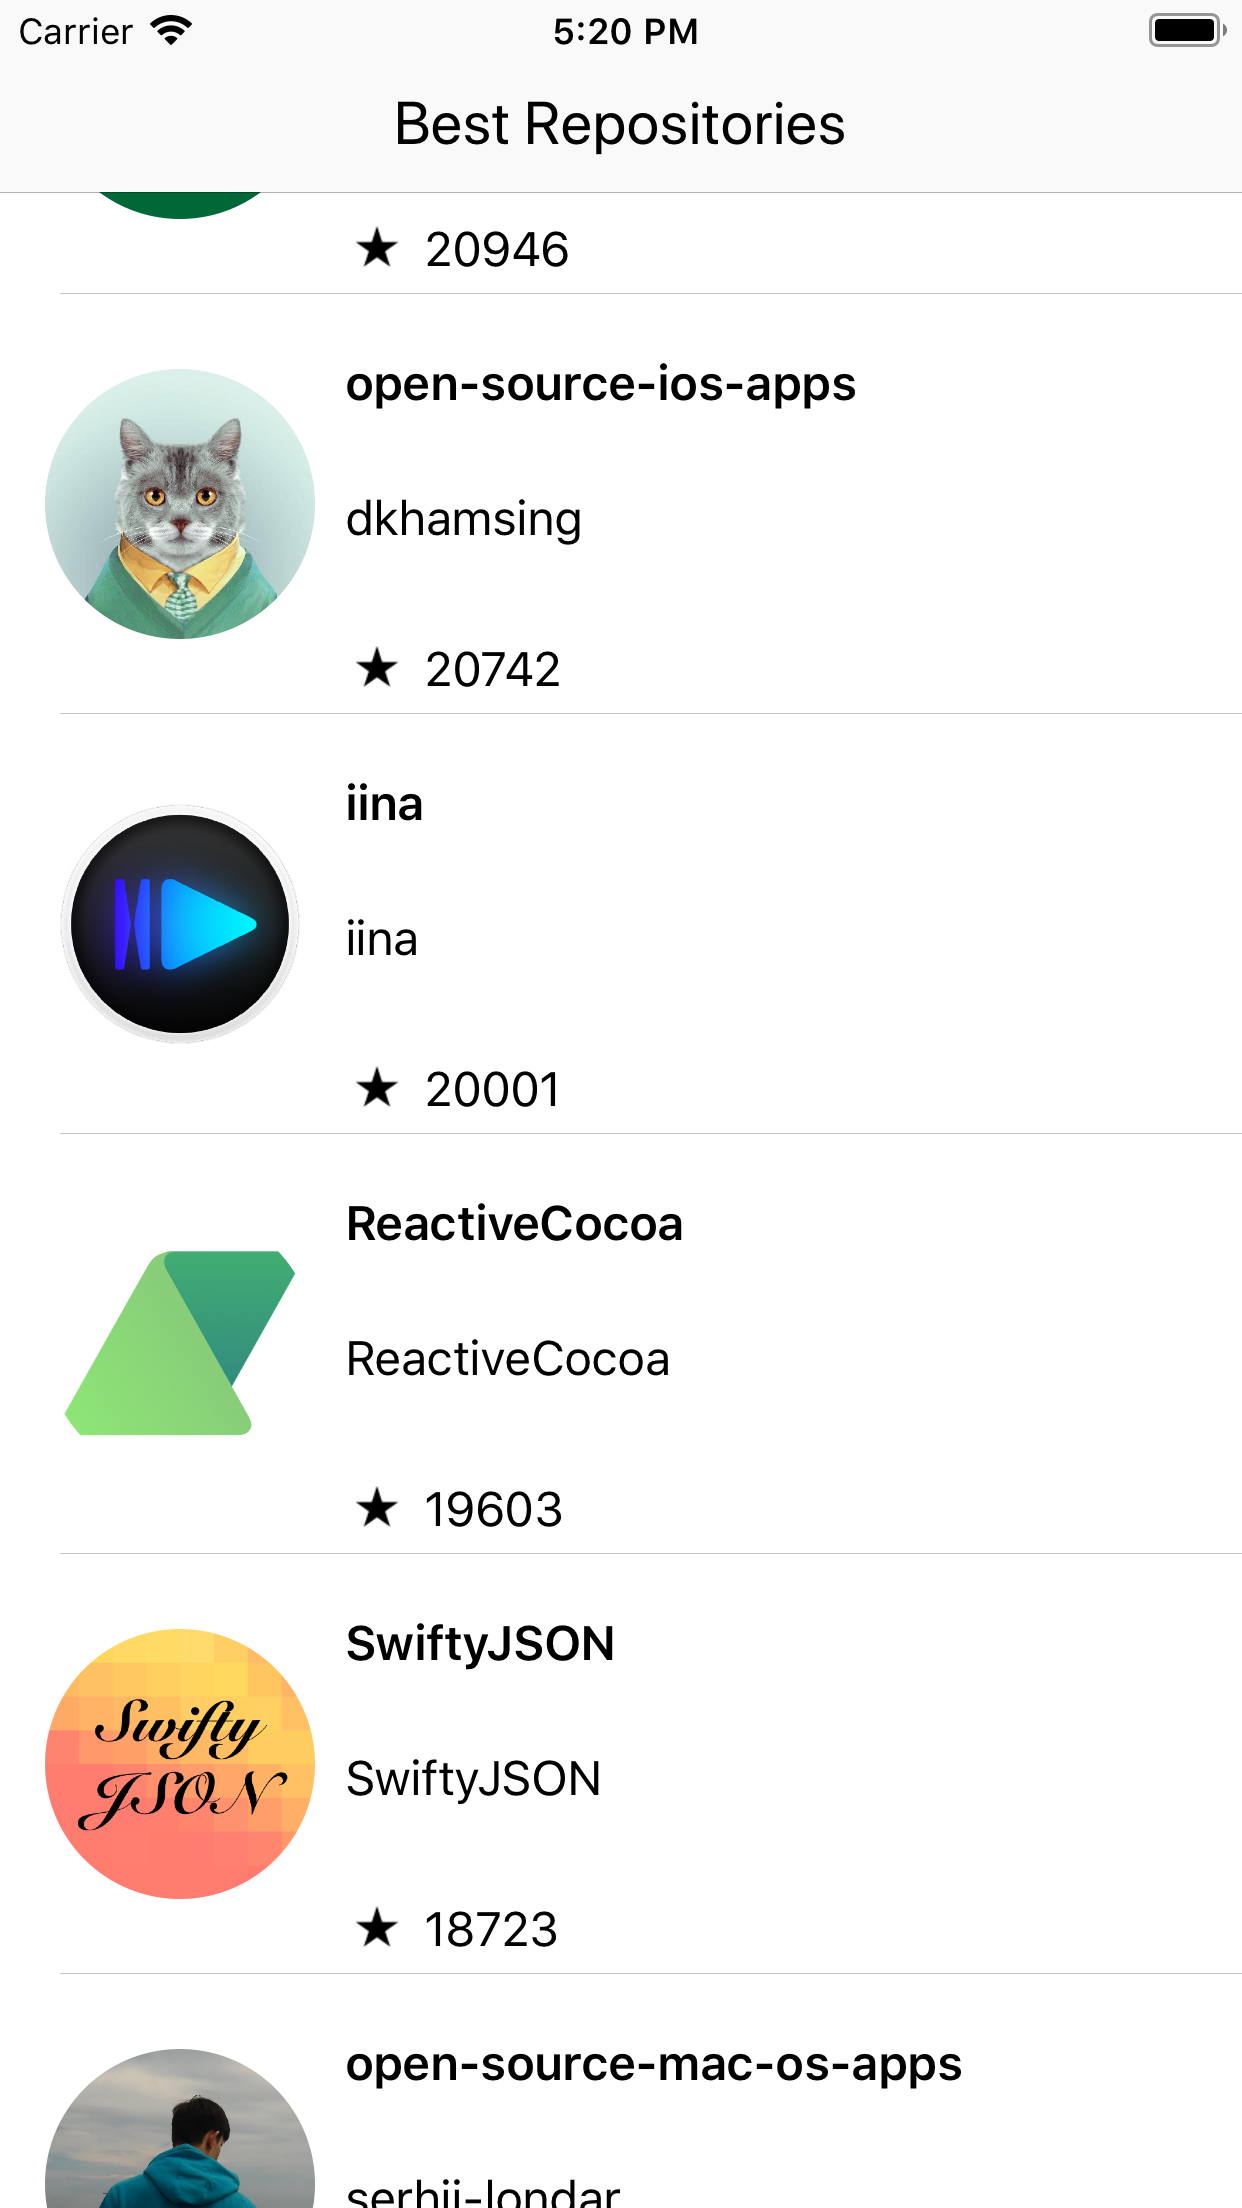 Carrier 5:20 PM
Best Repositories
★ 20946
open-source-ios-apps
dkhamsing
★ 20742
iina
iina
★ 20001
ReactiveCocoa
ReactiveCocoa
★ 19603
SwiftyJSON
Swifty
JSON
SwiftyJSON
★ 18723
open-source-mac-os-apps
serhii-londar